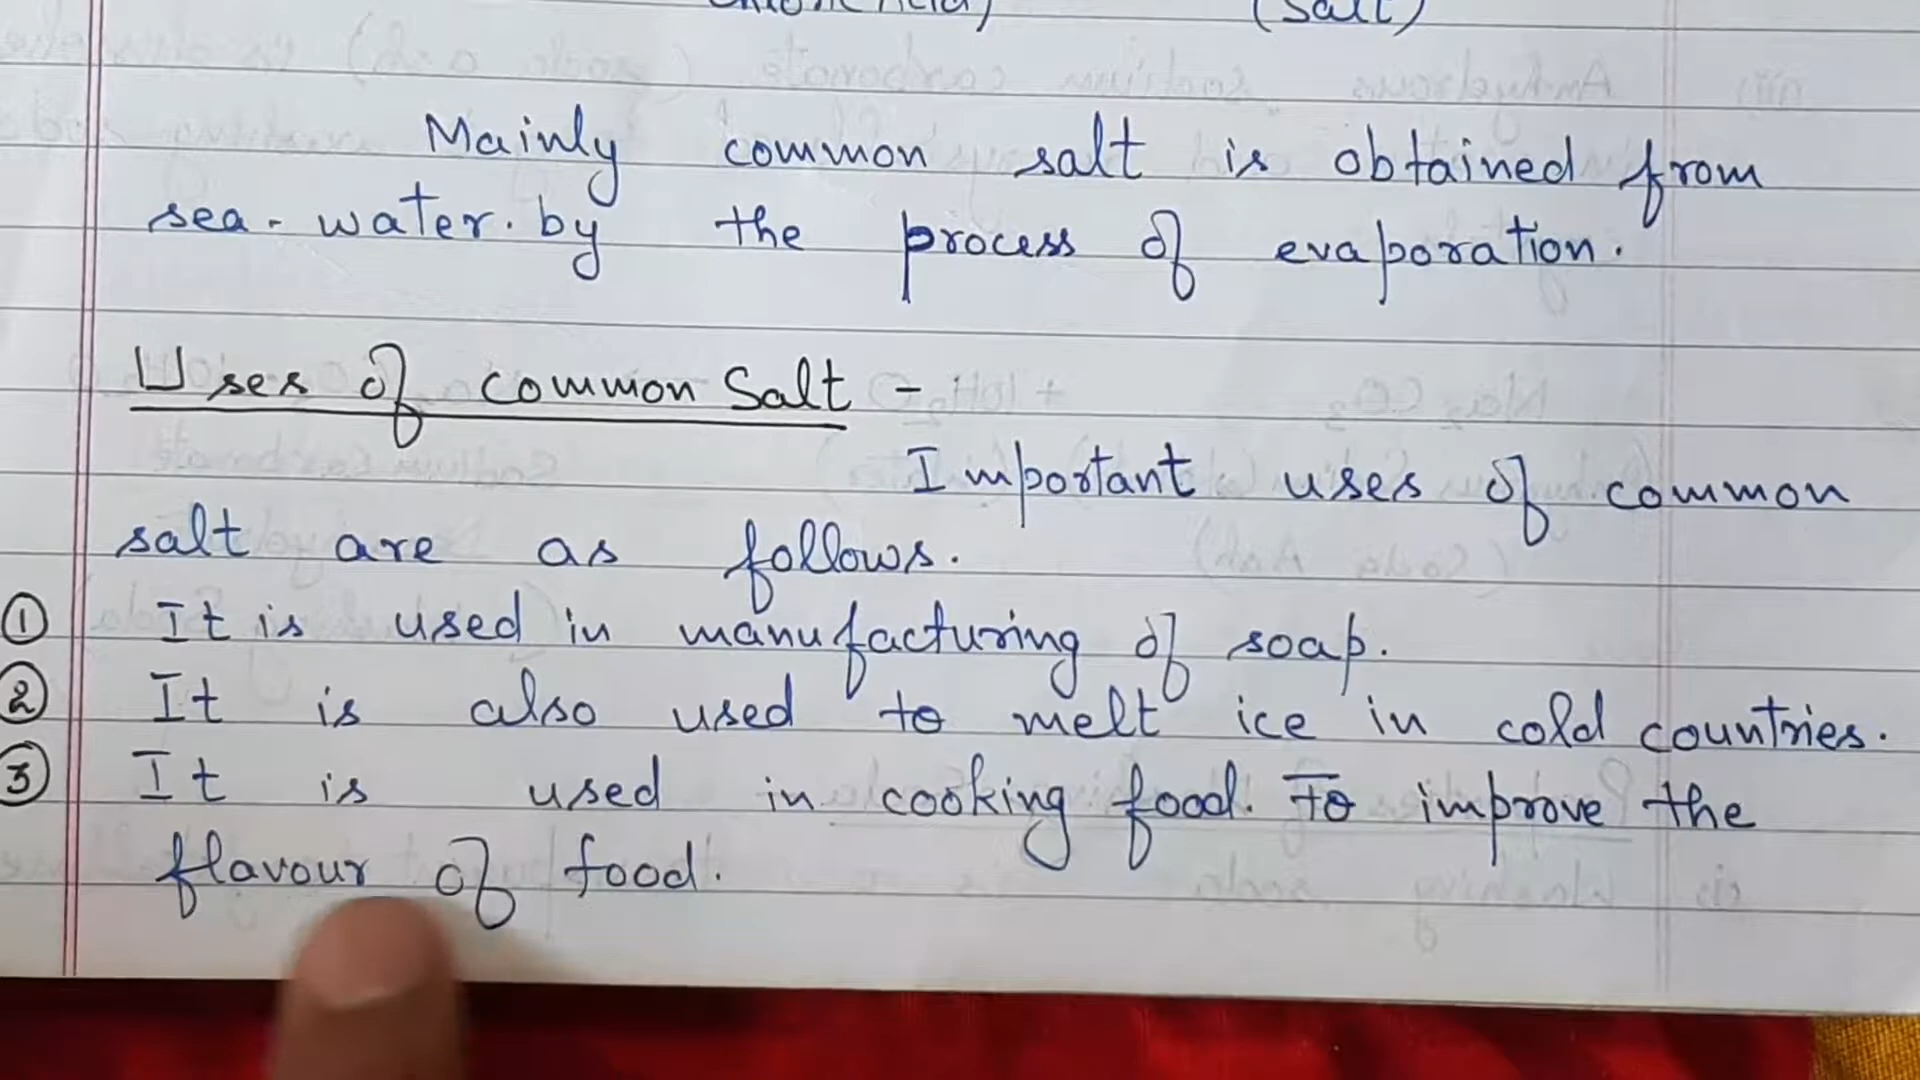 (Salt)
Mainly common salt is obtained from
sea-water. by the process of evaporation.
Uses of common Salt -
Important uses of common
salt are as follows.
① It is used in manufacturing of soap.
② It is also used to melt ice in cold countries.
③ It is used in cooking food. To improve the
flavour of food.